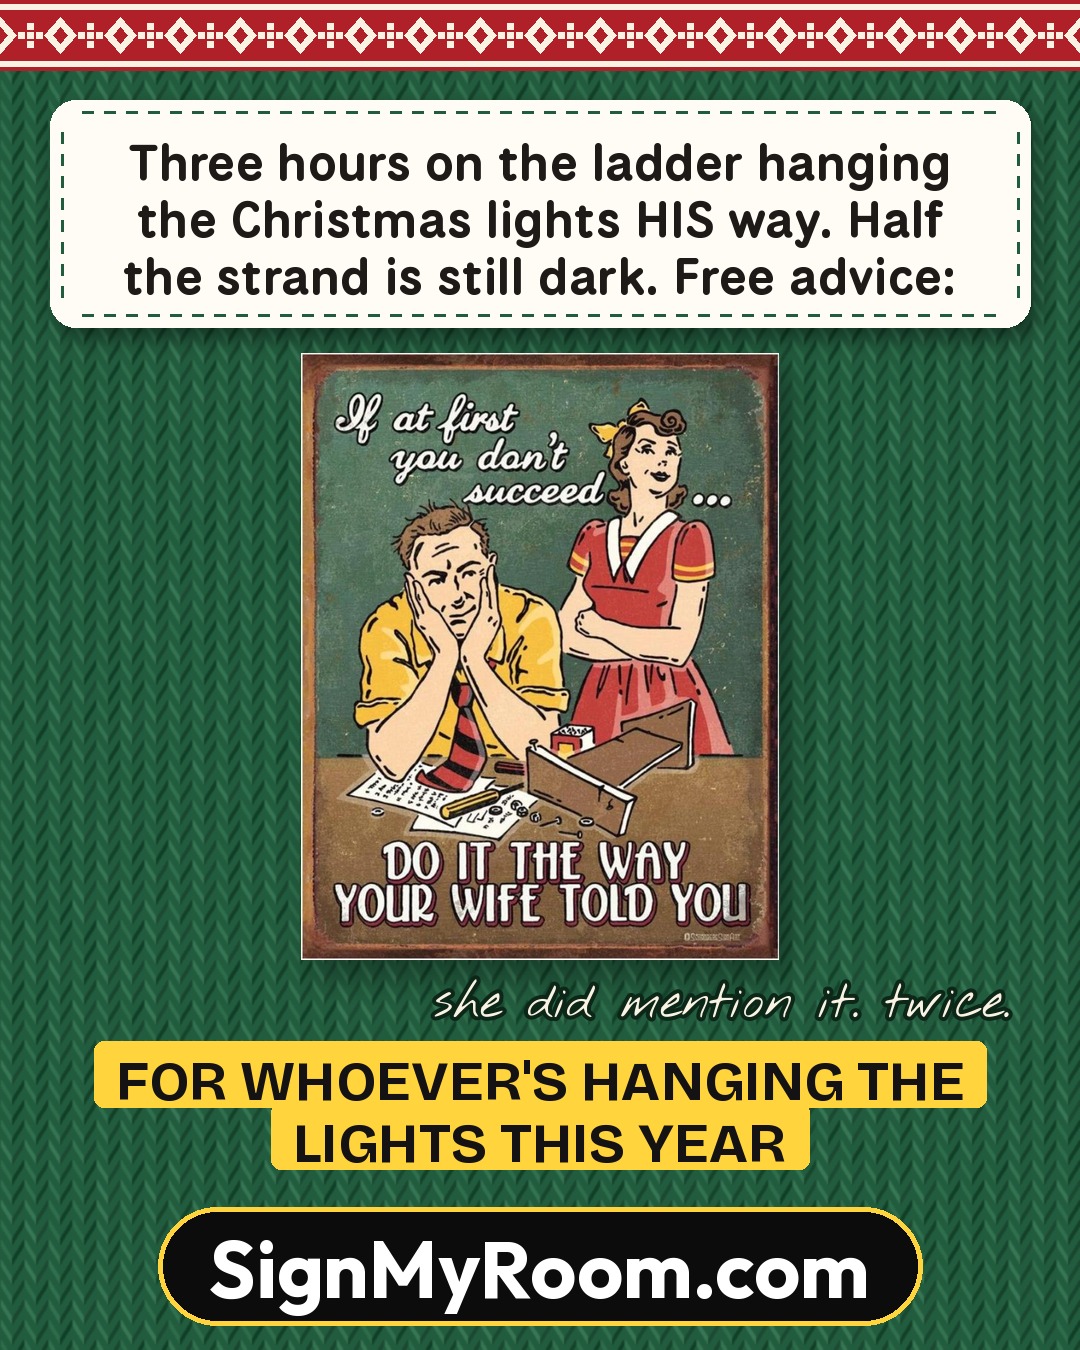 Three hours on the ladder hanging
the Christmas lights HIS way. Half
the strand is still dark. Free advice:
If at first
you don't
succeed...
DO IT THE WAY
YOUR WIFE TOLD YOU
she did mention it. twice.
FOR WHOEVER'S HANGING THE
LIGHTS THIS YEAR
SignMyRoom.com